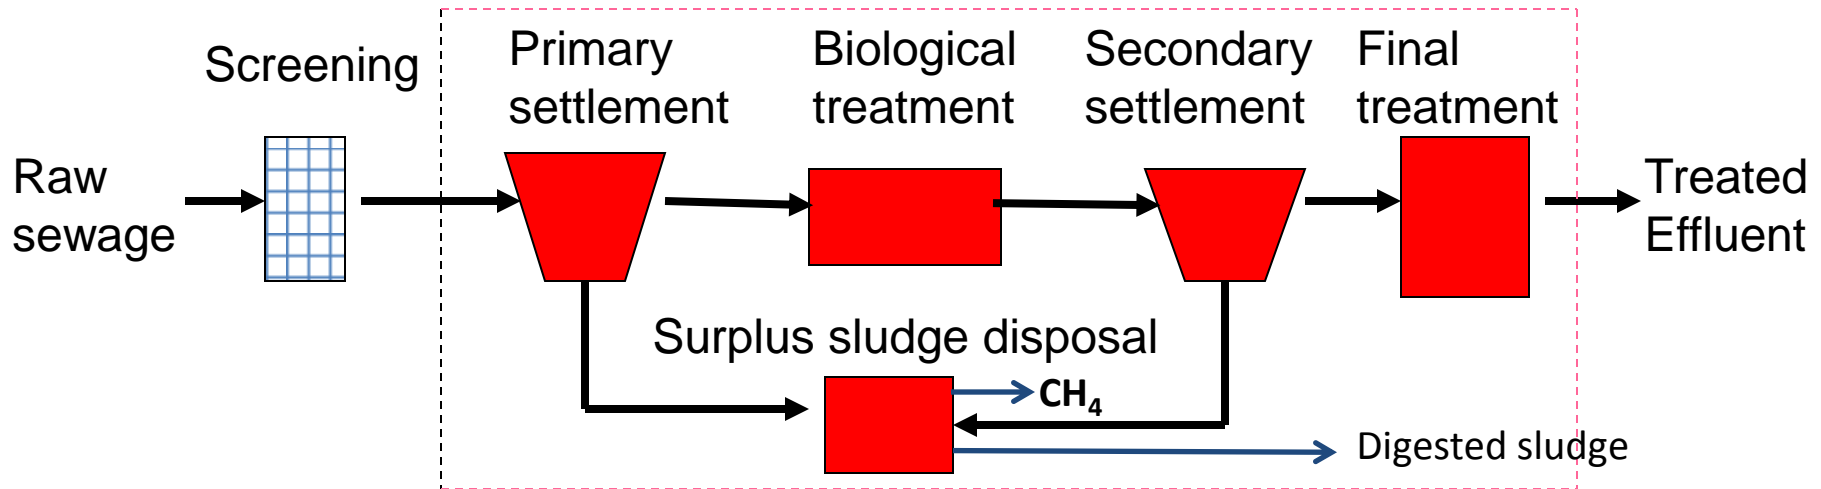 Screening
Primary
settlement
Biological
treatment
Secondary
settlement
Final
treatment
Raw
sewage
Treated
Effluent
Surplus sludge disposal
CH₄
Digested sludge